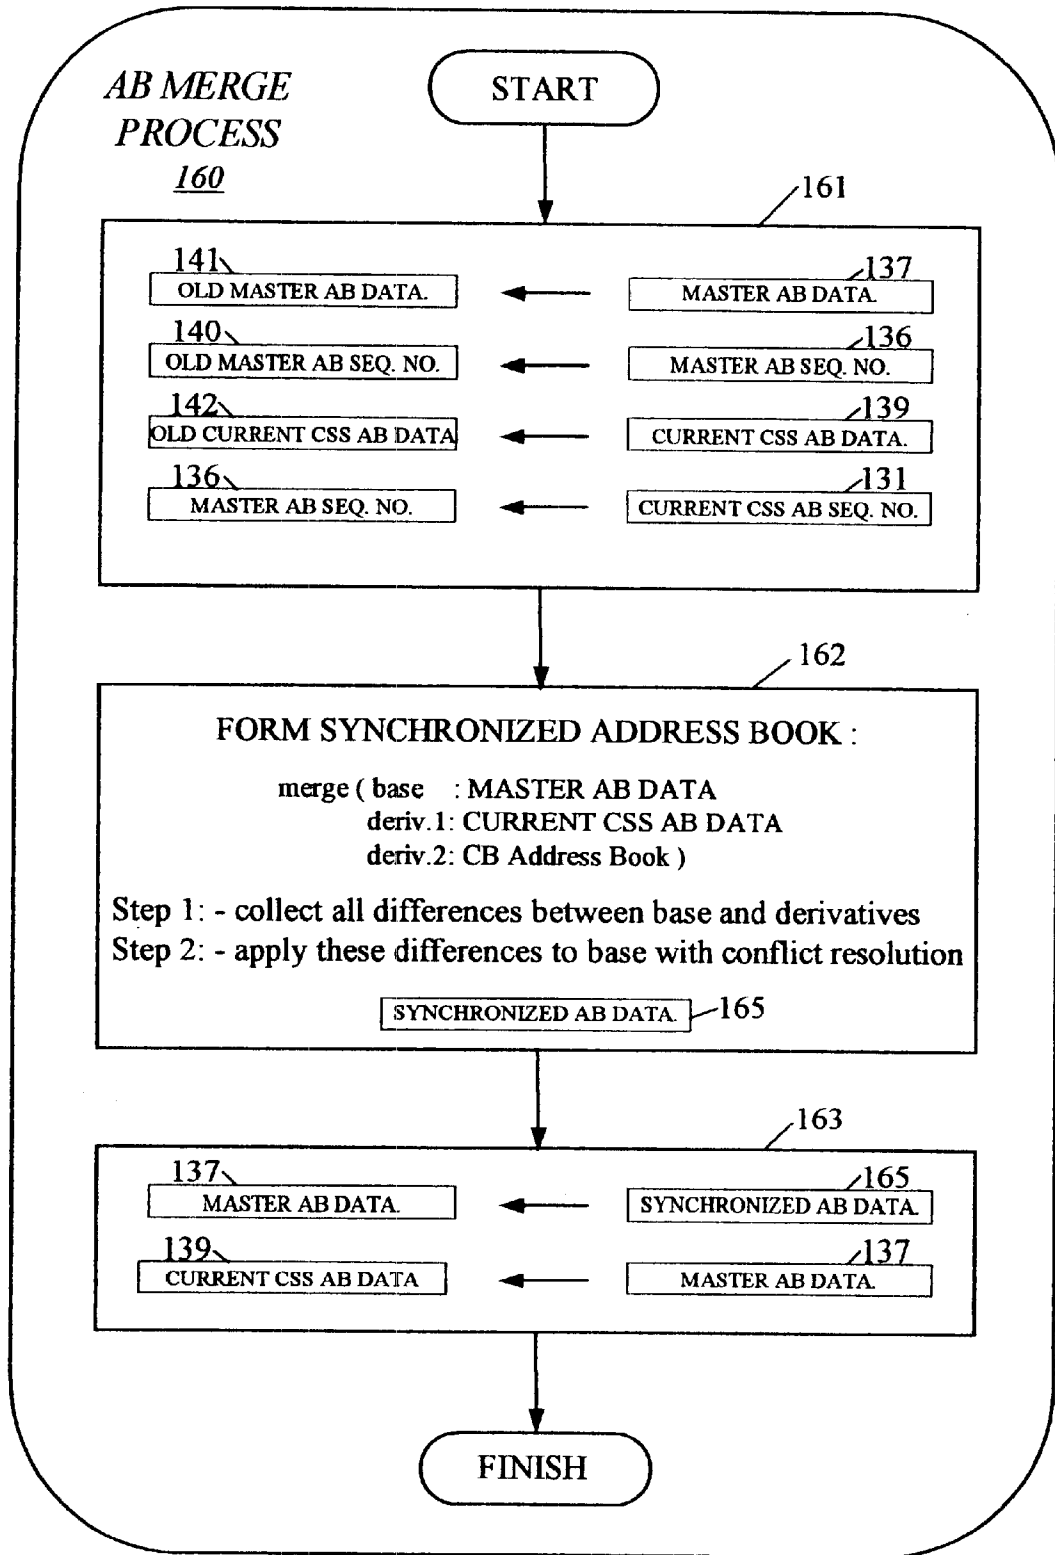 AB MERGE
PROCESS
160
START
161
141
OLD MASTER AB DATA.
137
MASTER AB DATA.
140
OLD MASTER AB SEQ. NO.
136
MASTER AB SEQ. NO.
142
OLD CURRENT CSS AB DATA
139
CURRENT CSS AB DATA.
136
MASTER AB SEQ. NO.
131
CURRENT CSS AB SEQ. NO.
162
FORM SYNCHRONIZED ADDRESS BOOK :
merge ( base : MASTER AB DATA
deriv.1: CURRENT CSS AB DATA
deriv.2: CB Address Book )
Step 1: - collect all differences between base and derivatives
Step 2: - apply these differences to base with conflict resolution
SYNCHRONIZED AB DATA.
165
163
137
MASTER AB DATA.
165
SYNCHRONIZED AB DATA.
139
CURRENT CSS AB DATA
137
MASTER AB DATA.
FINISH